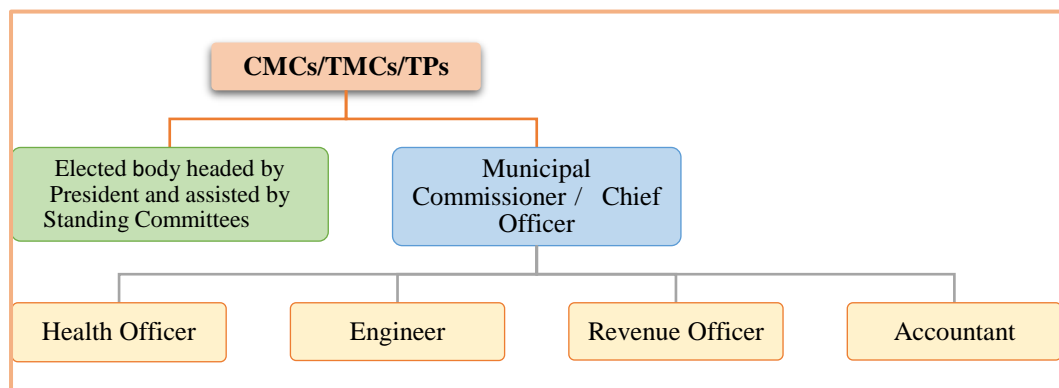 CMCs/TMCs/TPs
Elected body headed by
President and assisted by
Standing Committees
Municipal
Commissioner / Chief
Officer
Health Officer
Engineer
Revenue Officer
Accountant